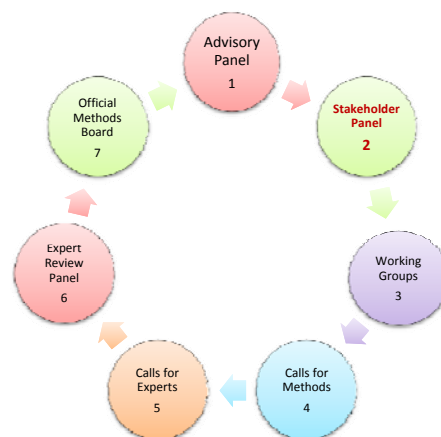 Advisory
Panel
1
Stakeholder
Panel
2
Working
Groups
3
Calls for
Methods
4
Calls for
Experts
5
Expert
Review
Panel
6
Official
Methods
Board
7